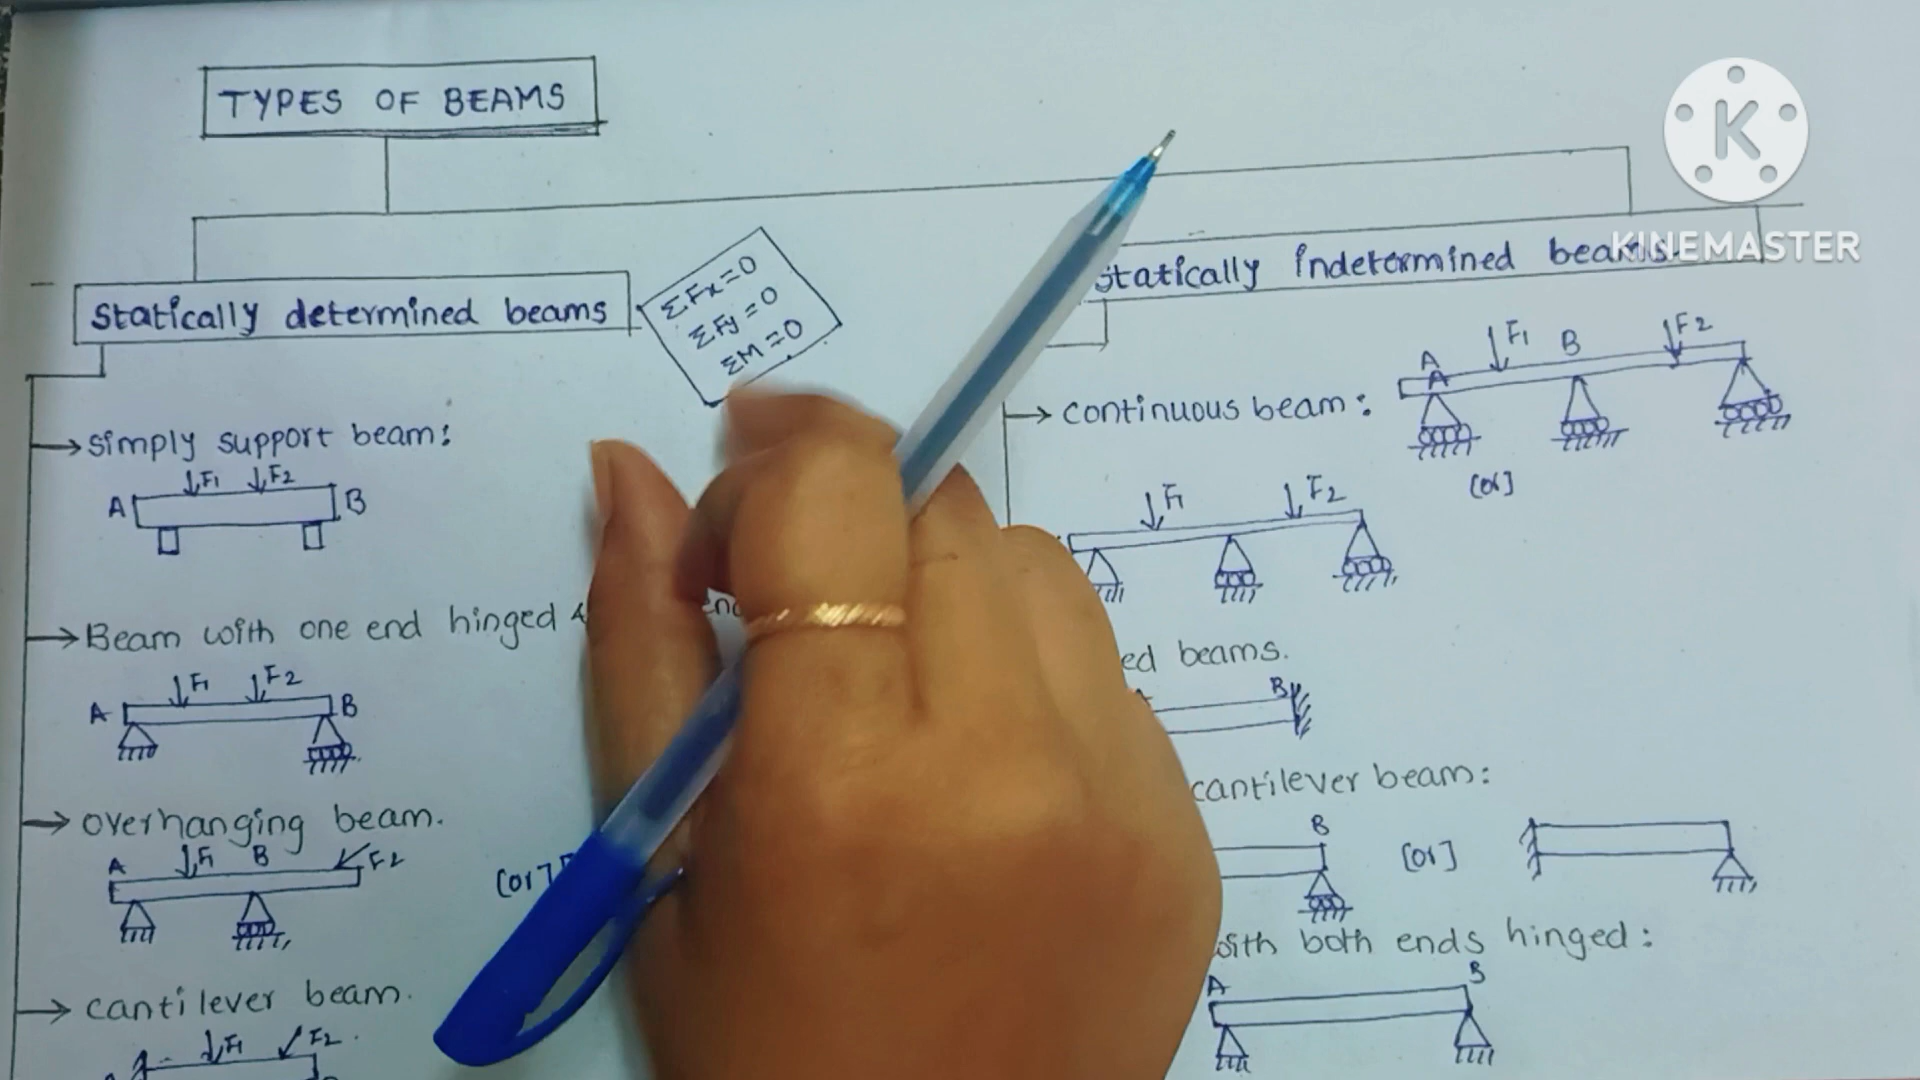 TYPES OF BEAMS
Statically determined beams
ΣFx=0
ΣFy=0
ΣM=0
→ simply support beam:
F1 F2
A B
→ Beam with one end hinged &
F1 F2
A B
→ overhanging beam.
A F1 B F2
[or]
→ cantilever beam.
F1 F2
statically indetermined beams
→ continuous beam:
A F1 B F2
A
[or]
F1 F2
ed beams.
B
cantilever beam:
B
[or]
with both ends hinged:
A B
K
KINEMASTER